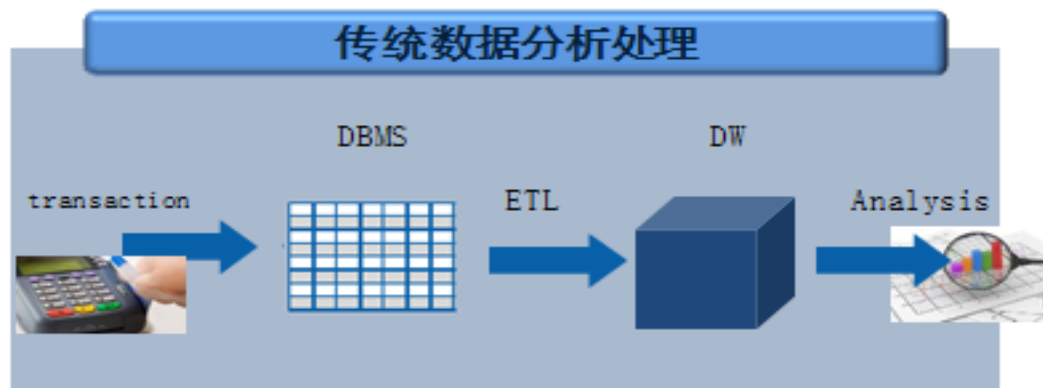 传统数据分析处理
DBMS
DW
transaction
ETL
Analysis